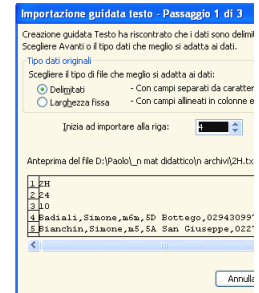 Importazione guidata testo - Passaggio 1 di 3
Creazione guidata Testo ha riscontrato che i dati sono delimit
Scegliere Avanti o il tipo dati che meglio si adatta ai dati.
Tipo dati originali
Scegliere il tipo di file che meglio si adatta ai dati:
Delimitati - Con campi separati da caratter
Larghezza fissa - Con campi allineati in colonne e
Inizia ad importare alla riga: 4
Anteprima del file D:\Paolo\_n mat didattico\n archivi\2H.tx
1 2H
2 24
3 10
4 Badiali,Simone,m6m,5D Bottego,02943099
5 Bianchin,Simone,m5,5A San Giuseppe,022
Annulla